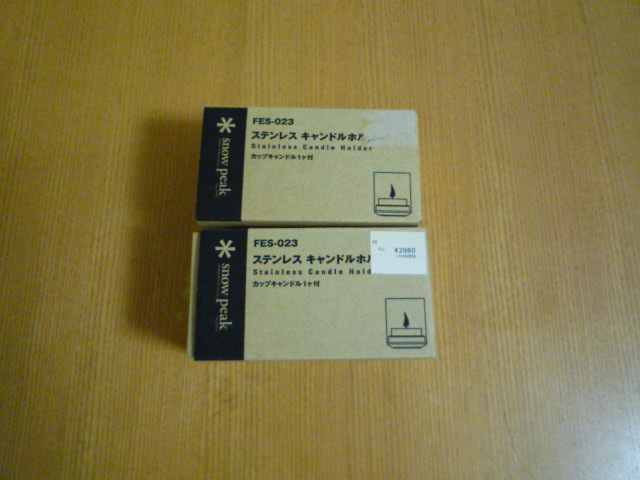 snow peak
FES-023
ステンレス キャンドルホル
Stainless Candle Holder
カップキャンドル1ヶ付
snow peak
FES-023
ステンレス キャンドルホル
Stainless Candle Hold
カップキャンドル1ヶ付
¥2980